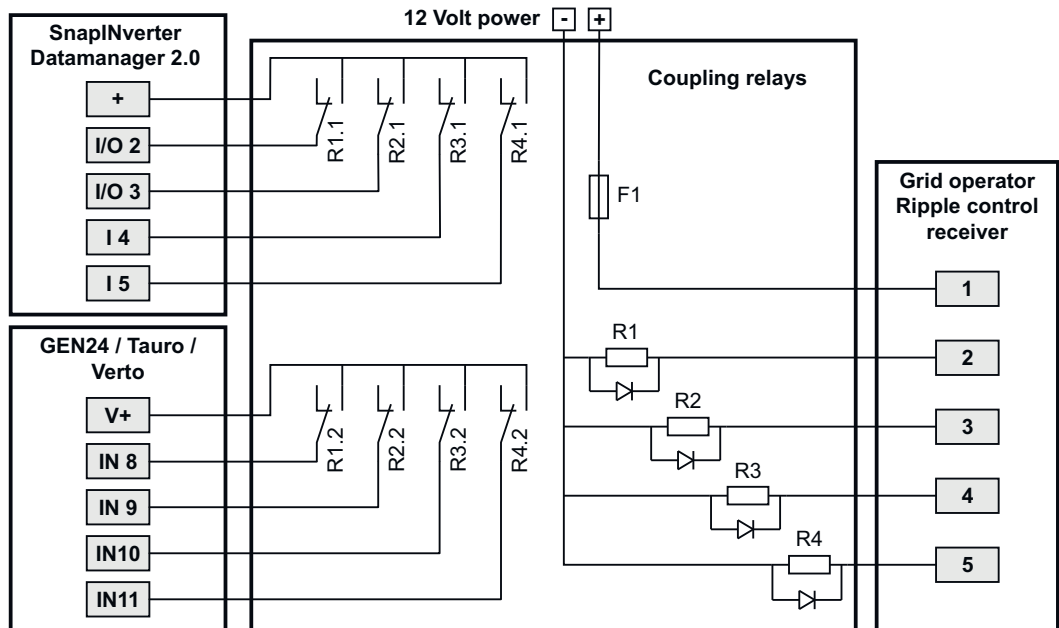 12 Volt power - +
SnapINverter
Datamanager 2.0
+
I/O 2
I/O 3
I 4
I 5
R1.1
R2.1
R3.1
R4.1
Coupling relays
F1
Grid operator
Ripple control
receiver
1
2
3
4
5
R1
R2
R3
R4
GEN24 / Tauro /
Verto
V+
IN 8
IN 9
IN10
IN11
R1.2
R2.2
R3.2
R4.2